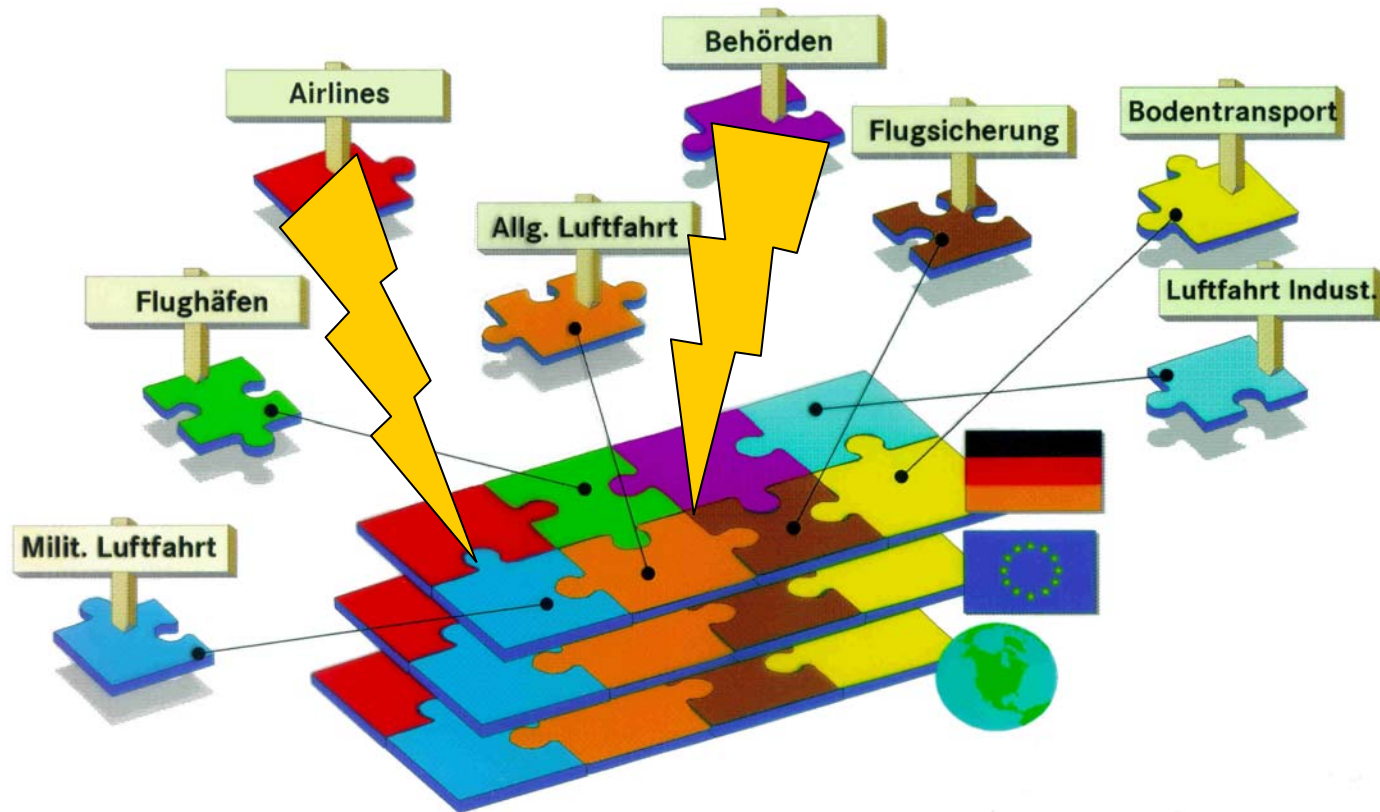 Behörden
Airlines
Bodentransport
Flugsicherung
Allg. Luftfahrt
Flughäfen
Luftfahrt Indust.
Milit. Luftfahrt